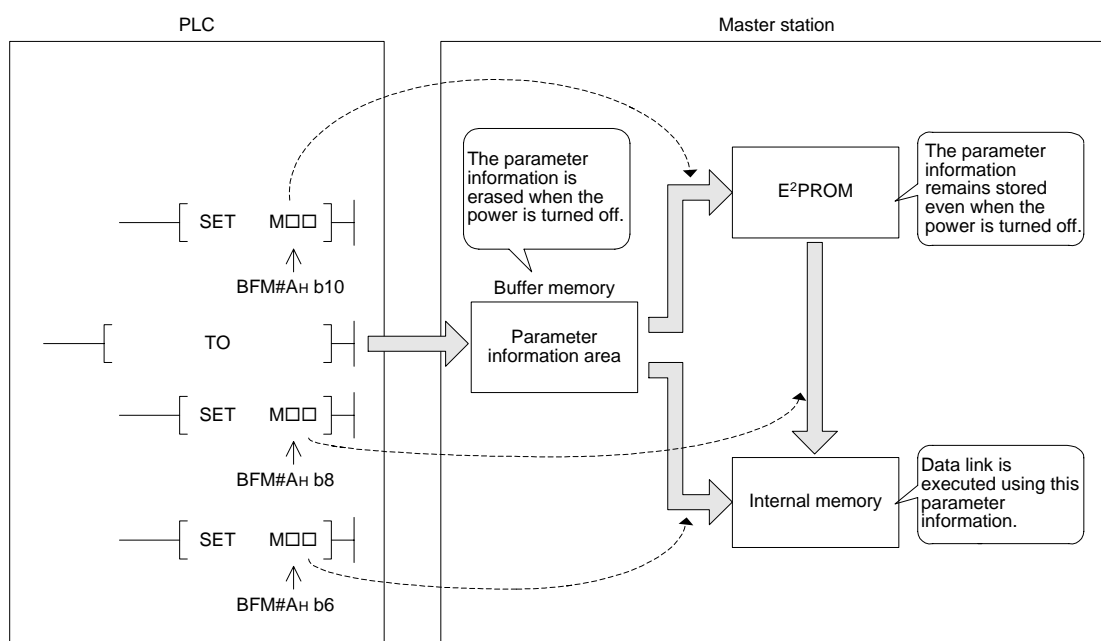 PLC
Master station
The parameter
information is
erased when the
power is turned off.
E²PROM
The parameter
information
remains stored
even when the
power is turned off.
SET M□□
BFM#AH b10
Buffer memory
TO
Parameter
information area
SET M□□
BFM#AH b8
Internal memory
Data link is
executed using this
parameter
information.
SET M□□
BFM#AH b6